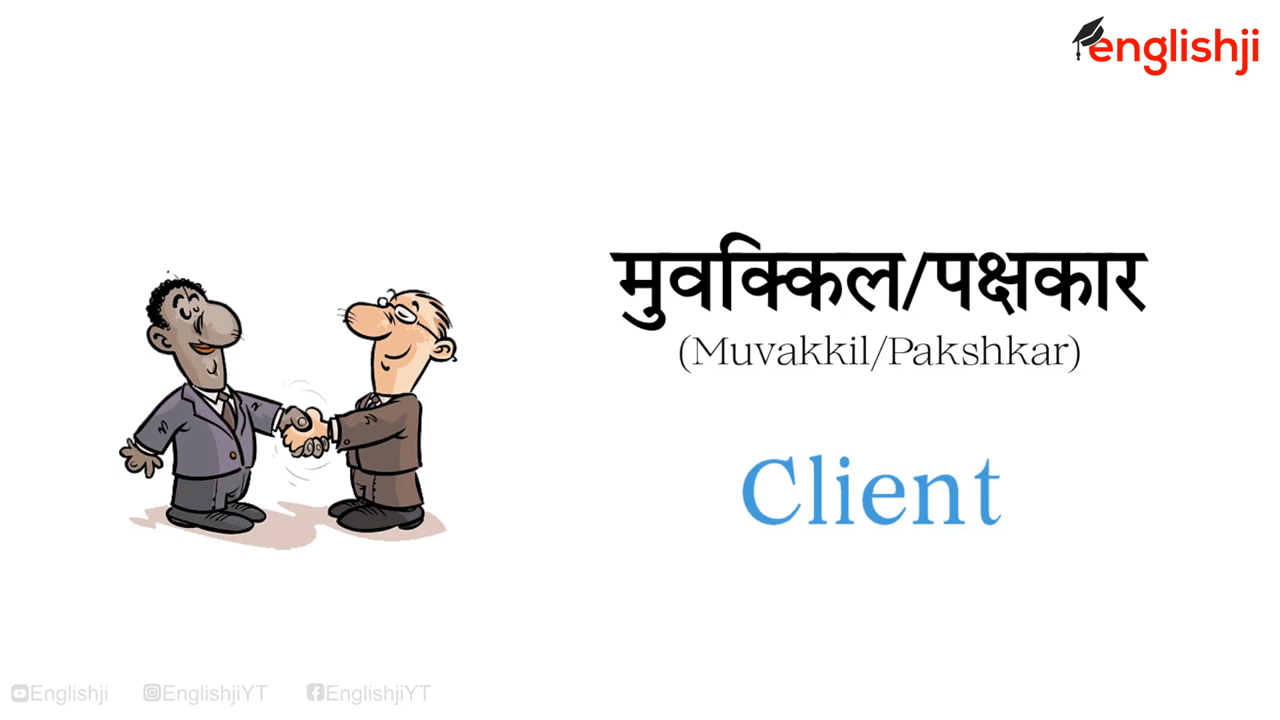 englishji
मुवक्किल/पक्षकार
(Muvakkil/Pakshkar)
Client
Englishji EnglishjiYT EnglishjiYT